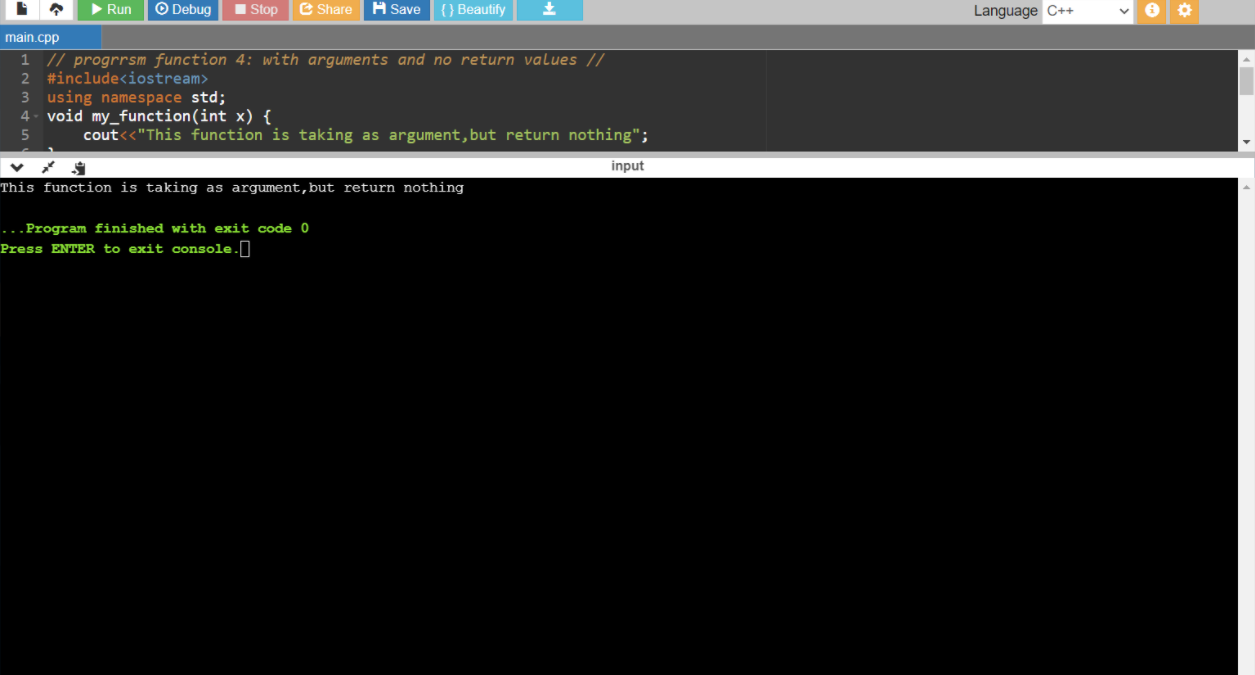 Run Debug Stop Share Save { } Beautify Language C++
main.cpp
1 // progrrsm function 4: with arguments and no return values //
2 #include<iostream>
3 using namespace std;
4 void my_function(int x) {
5 cout<<"This function is taking as argument,but return nothing";
input
This function is taking as argument,but return nothing
...Program finished with exit code 0
Press ENTER to exit console.